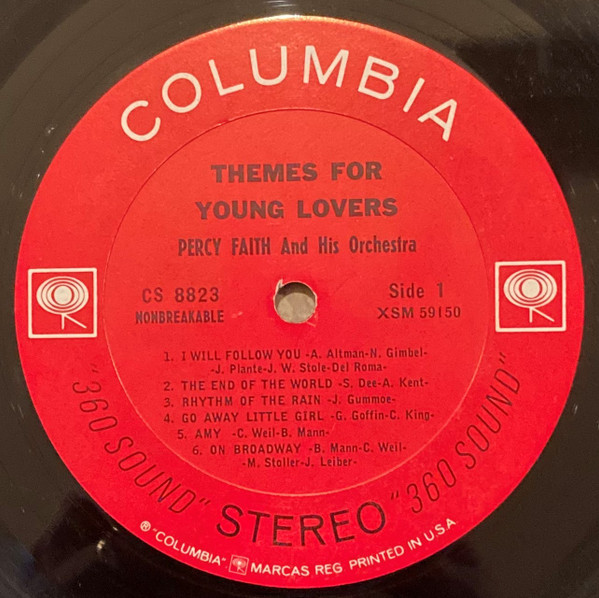 COLUMBIA
THEMES FOR
YOUNG LOVERS
PERCY FAITH And His Orchestra
CS 8823
NONBREAKABLE
Side 1
XSM 59150
1. I WILL FOLLOW YOU -A. Altman-N. Gimbel-
-J. Plante-J. W. Stole-Del Roma-
2. THE END OF THE WORLD -S. Dee-A. Kent-
3. RHYTHM OF THE RAIN -J. Gummoe-
4. GO AWAY LITTLE GIRL -G. Goffin-C. King-
5. AMY -C. Weil-B. Mann-
6. ON BROADWAY -B. Mann-C. Weil-
-M. Stoller-J. Leiber-
"360 SOUND" STEREO "360 SOUND"
® "COLUMBIA" MARCAS REG. PRINTED IN U.S.A.